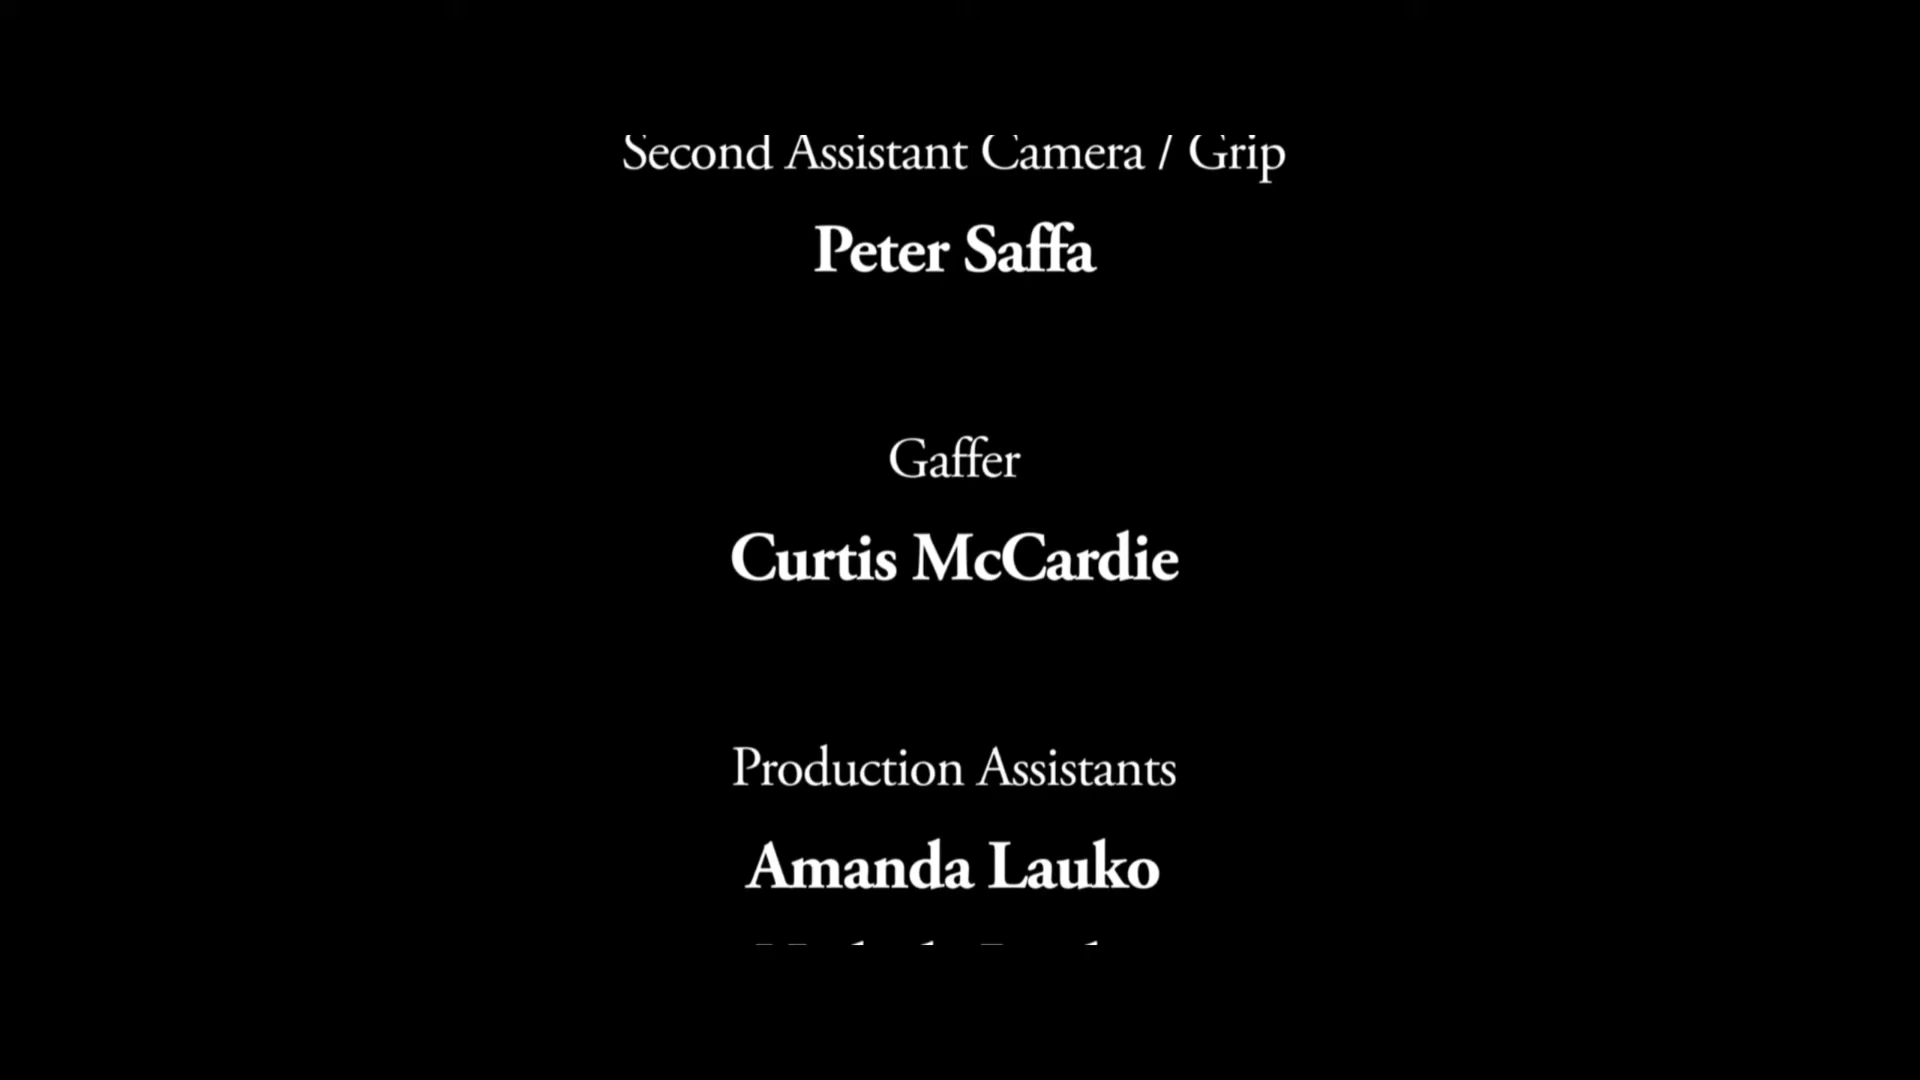 Second Assistant Camera / Grip
Peter Saffa
Gaffer
Curtis McCardie
Production Assistants
Amanda Lauko